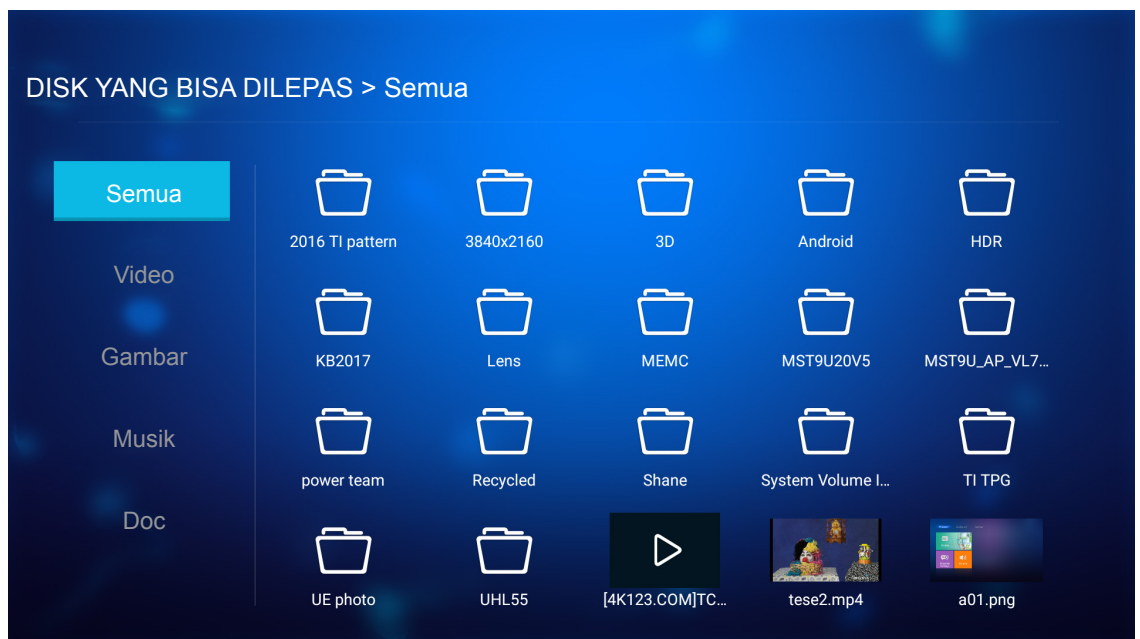 DISK YANG BISA DILEPAS > Semua
Semua
Video
Gambar
Musik
Doc
2016 TI pattern
3840x2160
3D
Android
HDR
KB2017
Lens
MEMC
MST9U20V5
MST9U_AP_VL7...
power team
Recycled
Shane
System Volume I...
TI TPG
UE photo
UHL55
[4K123.COM]TC...
tese2.mp4
a01.png